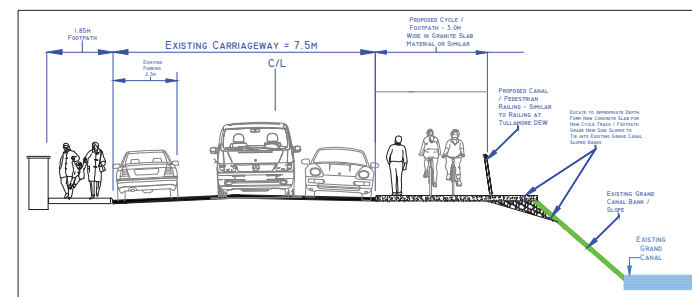 1.85M
FOOTPATH
EXISTING CARRIAGEWAY = 7.5M
PROPOSED CYCLE /
FOOTPATH - 3.0M
WIDE IN GRANITE SLAB
MATERIAL OR SIMILAR
EXISTING
PARKING
2.3M
C/L
PROPOSED CANAL
/ PEDESTRIAN
RAILING - SIMILAR
TO RAILING AT
TULLAMORE DEW
EXCATE TO APPROPRIATE DEPTH
FORM NEW CONCRETE SLAB FOR
NEW CYCLE TRACK / FOOTPATH
GRADE NEW SIDE SLOPES TO
TIE INTO EXISTING GRAND CANAL
SLOPED BANKS
EXISTING GRAND
CANAL BANK /
SLOPE
EXISTING
GRAND
CANAL